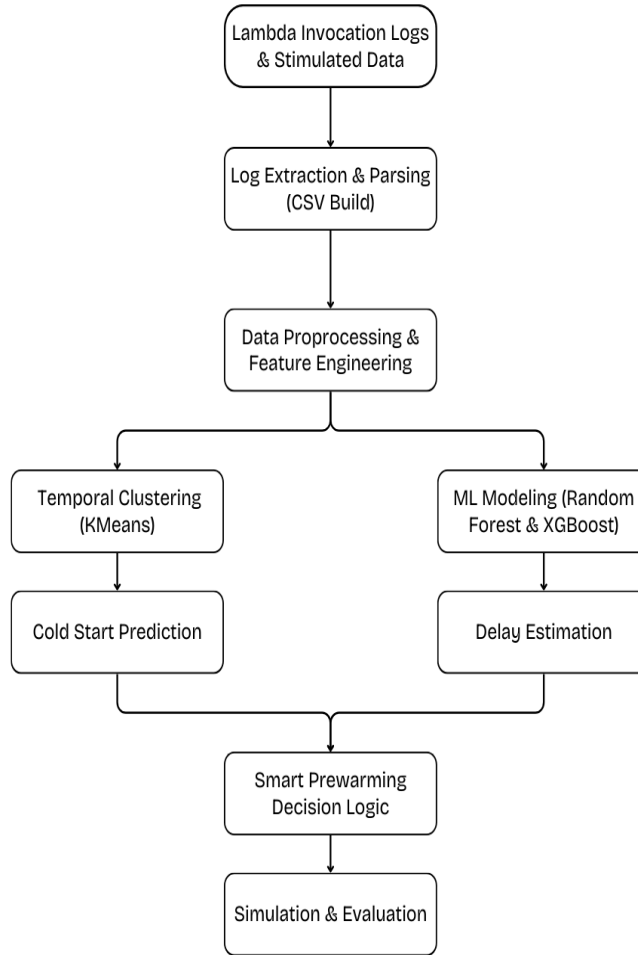 Lambda Invocation Logs
& Stimulated Data
Log Extraction & Parsing
(CSV Build)
Data Proprocessing &
Feature Engineering
Temporal Clustering
(KMeans)
ML Modeling (Random
Forest & XGBoost)
Cold Start Prediction
Delay Estimation
Smart Prewarming
Decision Logic
Simulation & Evaluation